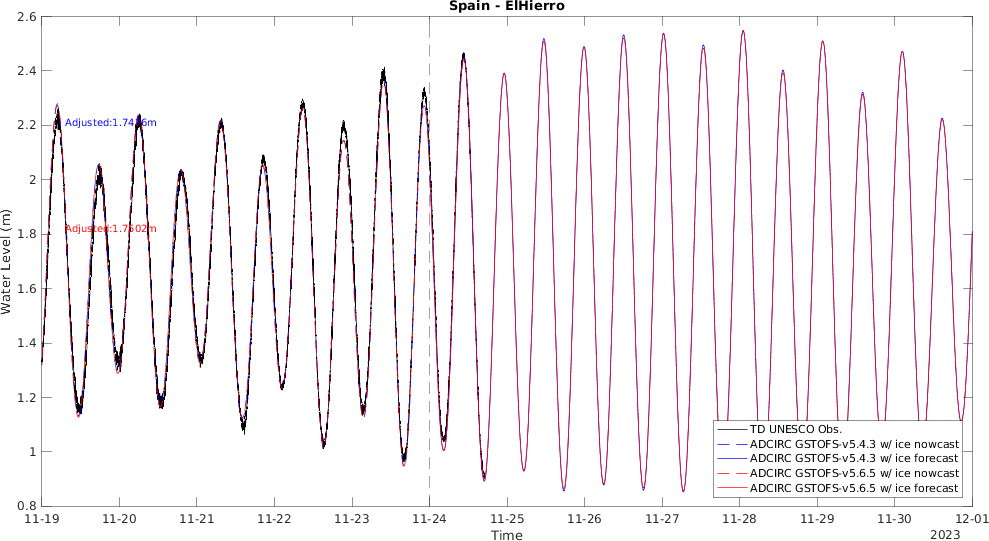 Spain - ElHierro
2.6
2.4
2.2
2
1.8
1.6
1.4
1.2
1
0.8
Water Level (m)
Adjusted:1.7416m
Adjusted:1.7502m
TD UNESCO Obs.
ADCIRC GSTOFS-v5.4.3 w/ ice nowcast
ADCIRC GSTOFS-v5.4.3 w/ ice forecast
ADCIRC GSTOFS-v5.6.5 w/ ice nowcast
ADCIRC GSTOFS-v5.6.5 w/ ice forecast
11-19 11-20 11-21 11-22 11-23 11-24 11-25 11-26 11-27 11-28 11-29 11-30 12-01
Time
2023